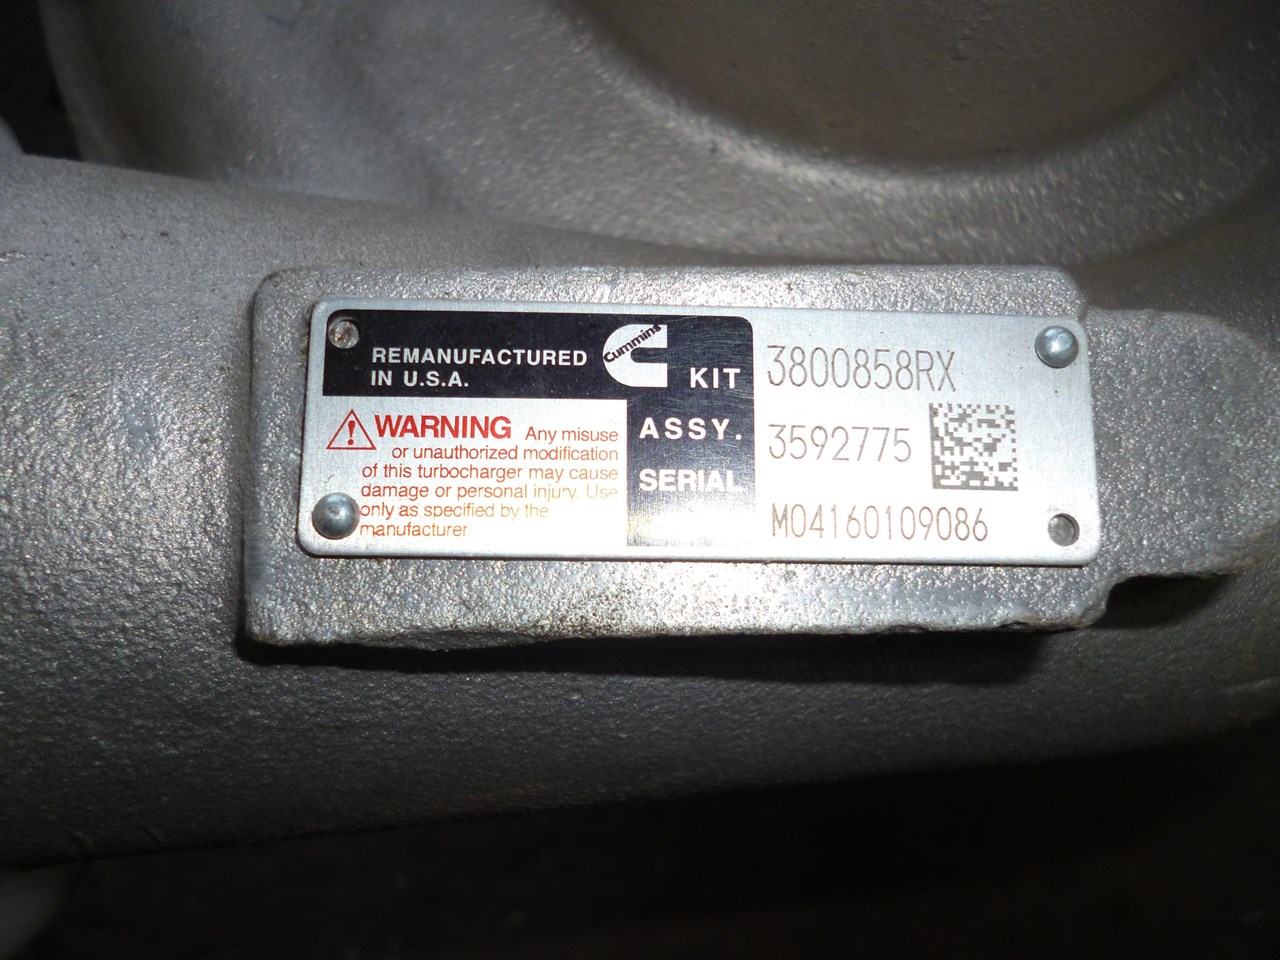 REMANUFACTURED
IN U.S.A.
Cummins
KIT 3800858RX
ASSY. 3592775
SERIAL M04160109086
WARNING Any misuse
or unauthorized modification
of this turbocharger may cause
damage or personal injury. Use
only as specified by the
manufacturer